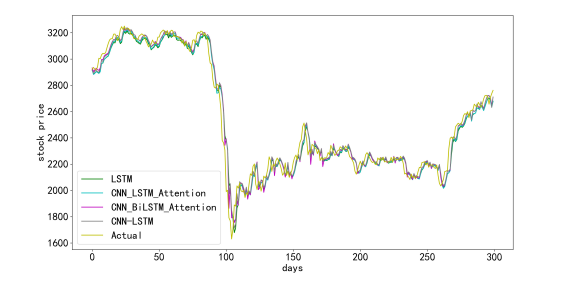 3200
3000
2800
2600
2400
2200
2000
1800
1600
stock price
LSTM
CNN_LSTM_Attention
CNN_BiLSTM_Attention
CNN-LSTM
Actual
0
50
100
150
200
250
300
days